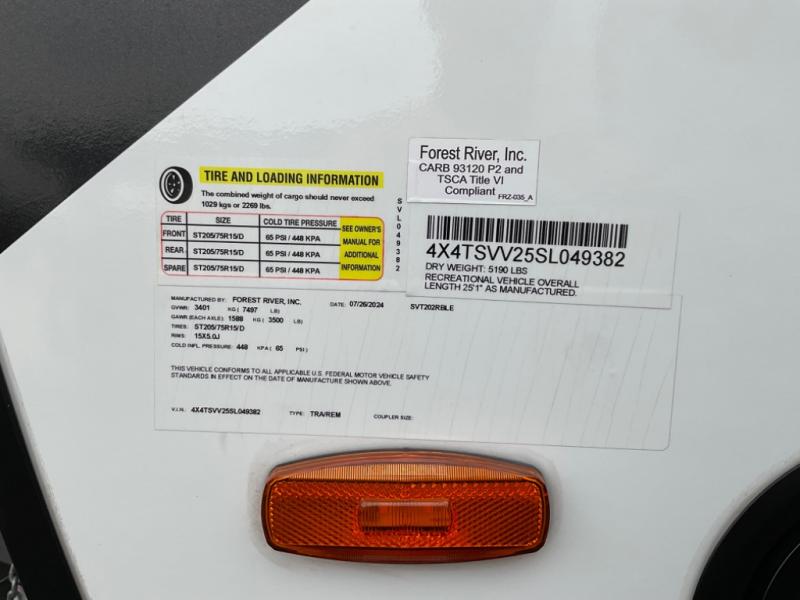 TIRE AND LOADING INFORMATION
The combined weight of cargo should never exceed
1029 kgs or 2269 lbs.
TIRE SIZE COLD TIRE PRESSURE SEE OWNER'S MANUAL FOR ADDITIONAL INFORMATION
FRONT ST205/75R15/D 65 PSI / 448 KPA
REAR ST205/75R15/D 65 PSI / 448 KPA
SPARE ST205/75R15/D 65 PSI / 448 KPA
SVL049382
Forest River, Inc.
CARB 93120 P2 and
TSCA Title VI
Compliant
FRZ-035_A
4X4TSVV25SL049382
DRY WEIGHT: 5190 LBS
RECREATIONAL VEHICLE OVERALL
LENGTH 25'1" AS MANUFACTURED.
MANUFACTURED BY: FOREST RIVER, INC. DATE: 07/26/2024 SVT202RBLE
GVWR: 3401 KG ( 7497 LB)
GAWR (EACH AXLE): 1588 KG ( 3500 LB)
TIRES: ST205/75R15/D
RIMS: 15X5.0J
COLD INFL. PRESSURE: 448 KPA ( 65 PSI)
THIS VEHICLE CONFORMS TO ALL APPLICABLE U.S. FEDERAL MOTOR VEHICLE SAFETY
STANDARDS IN EFFECT ON THE DATE OF MANUFACTURE SHOWN ABOVE.
V.I.N.: 4X4TSVV25SL049382 TYPE: TRA/REM COUPLER SIZE: